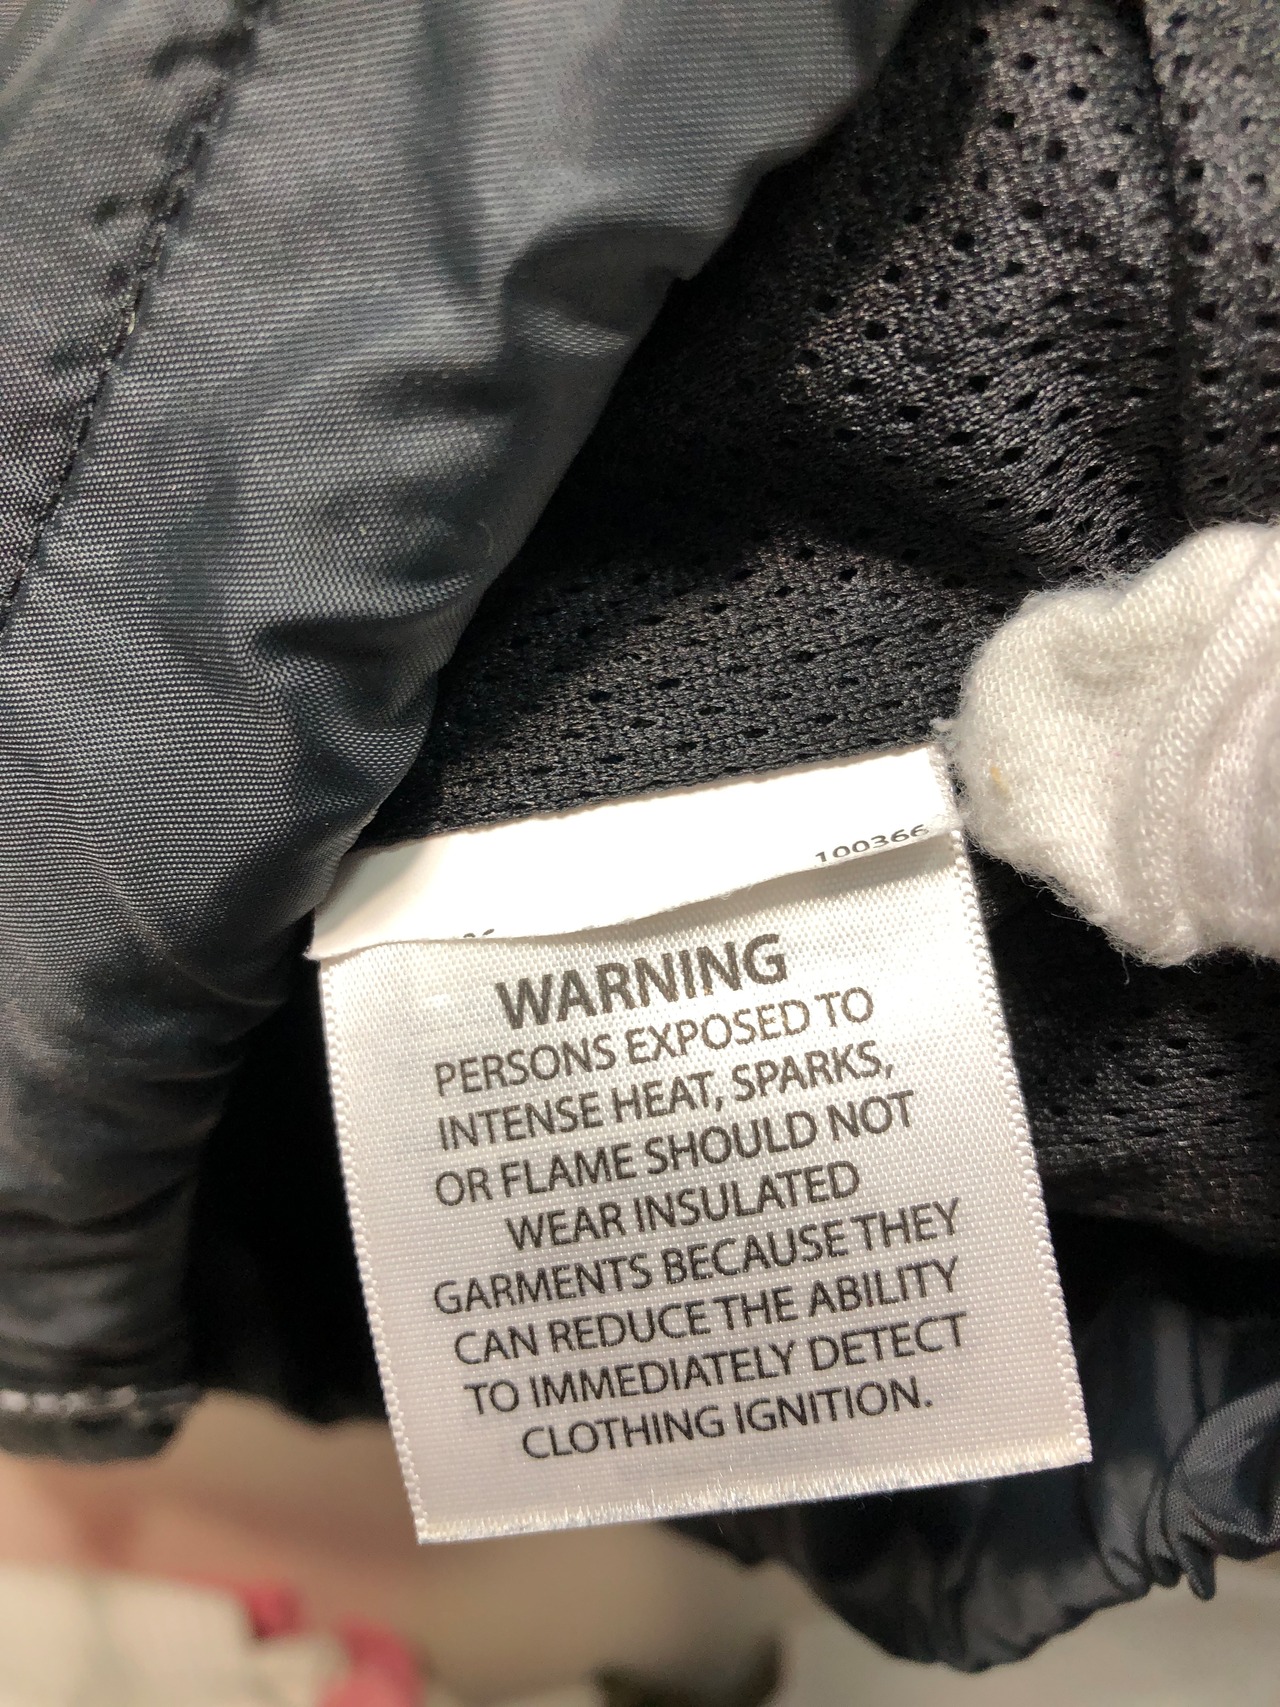 100366
WARNING
PERSONS EXPOSED TO
INTENSE HEAT, SPARKS,
OR FLAME SHOULD NOT
WEAR INSULATED
GARMENTS BECAUSE THEY
CAN REDUCE THE ABILITY
TO IMMEDIATELY DETECT
CLOTHING IGNITION.